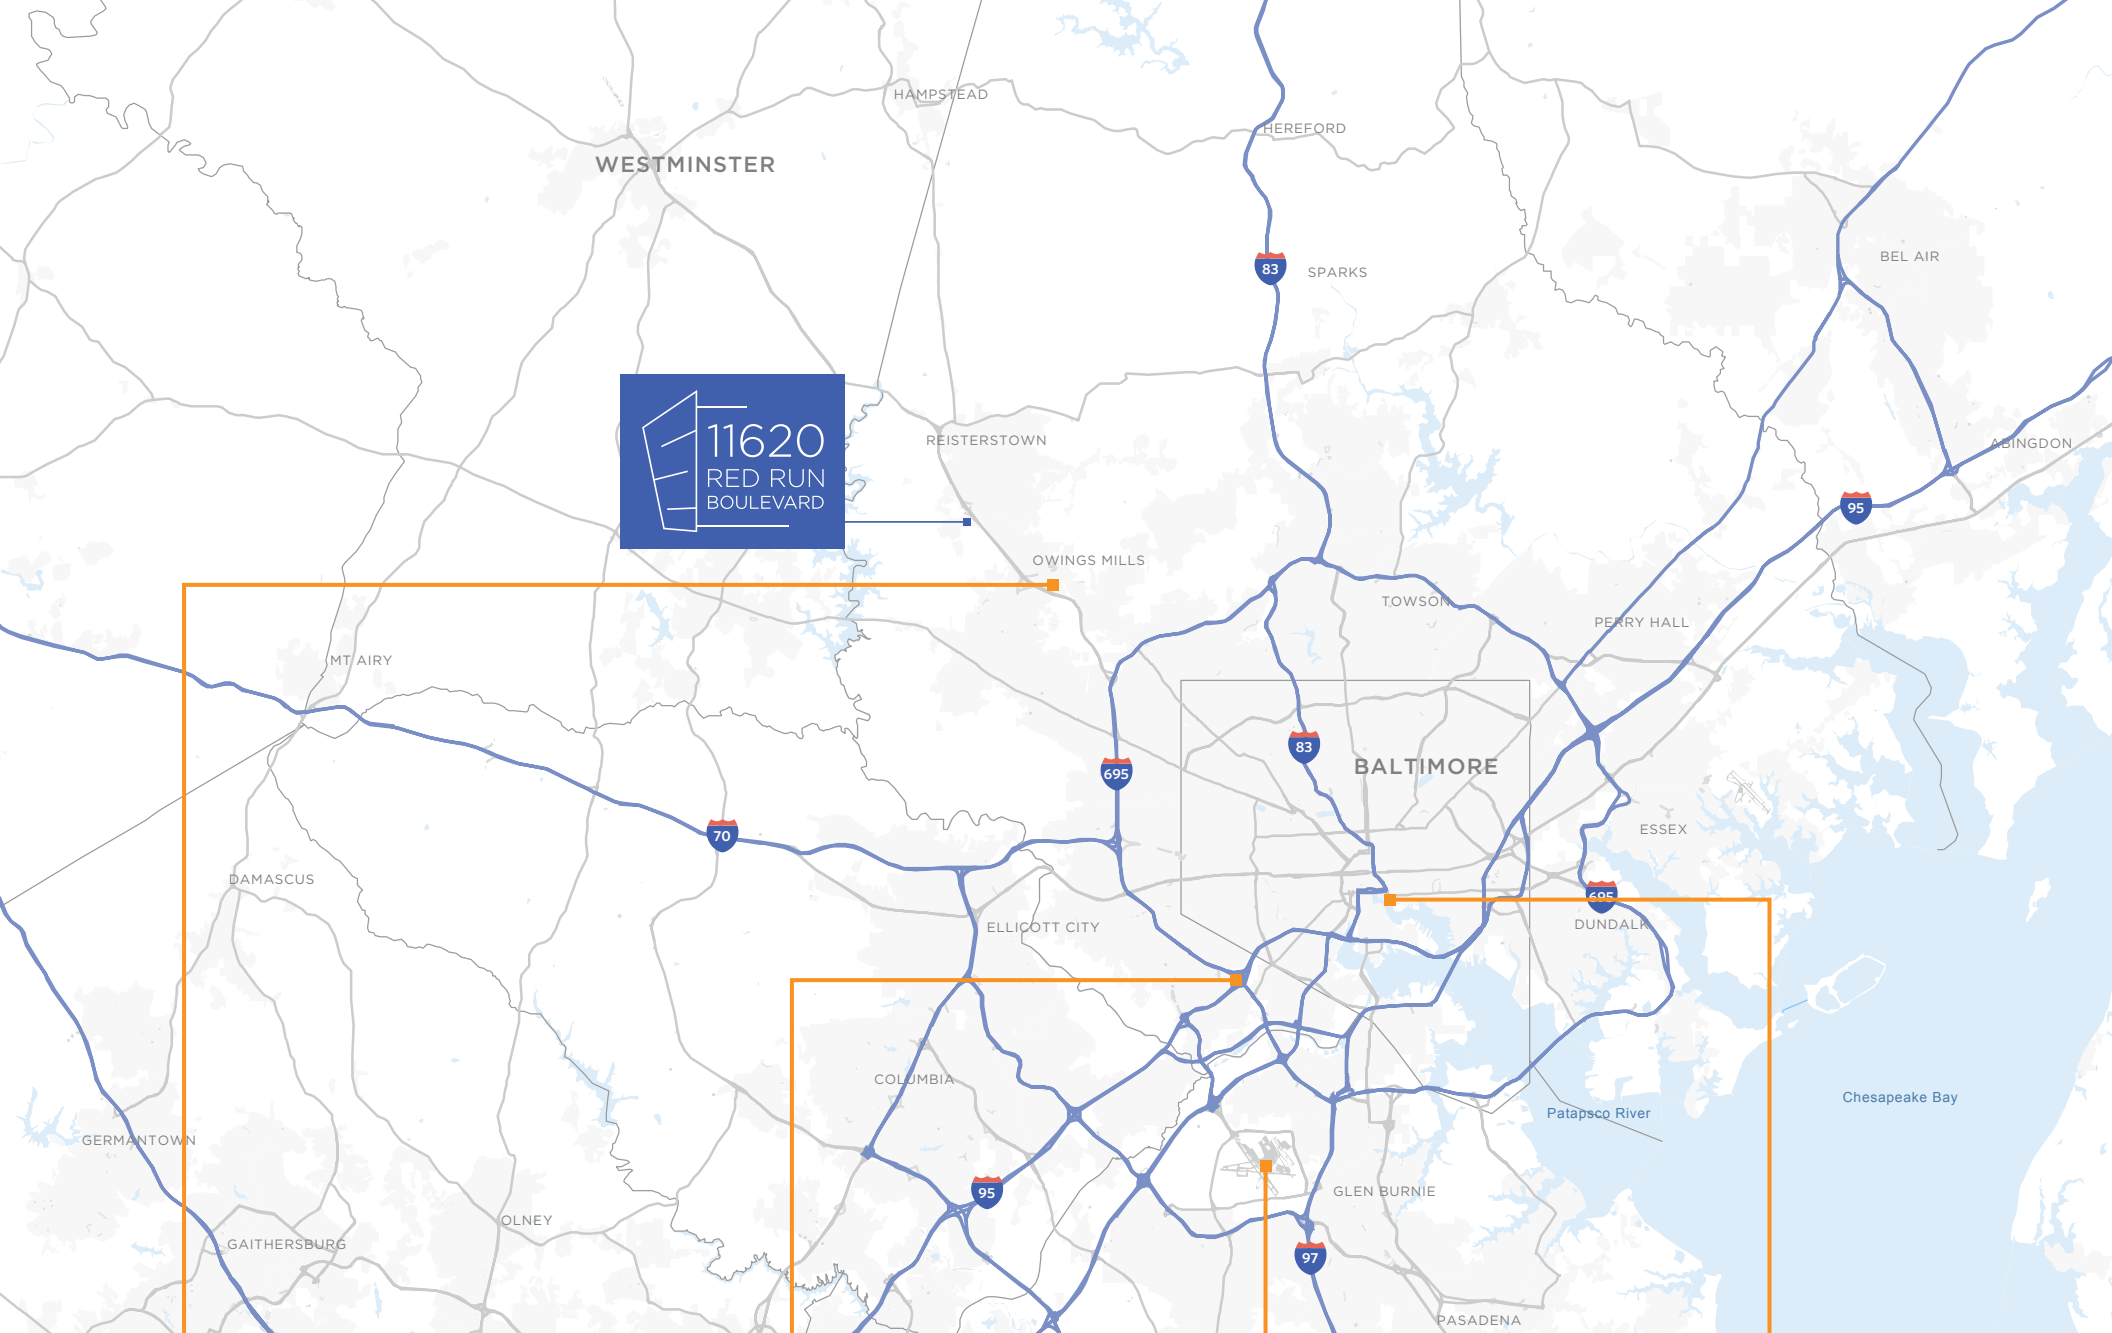 HAMPSTEAD
HEREFORD
WESTMINSTER
BEL AIR
83
SPARKS
11620
RED RUN
BOULEVARD
REISTERSTOWN
ABINGDON
95
OWINGS MILLS
TOWSON
PERRY HALL
MT AIRY
83
BALTIMORE
695
70
ESSEX
DAMASCUS
695
ELLICOTT CITY
DUNDALK
COLUMBIA
Chesapeake Bay
Patapsco River
GERMANTOWN
95
GLEN BURNIE
OLNEY
GAITHERSBURG
97
PASADENA